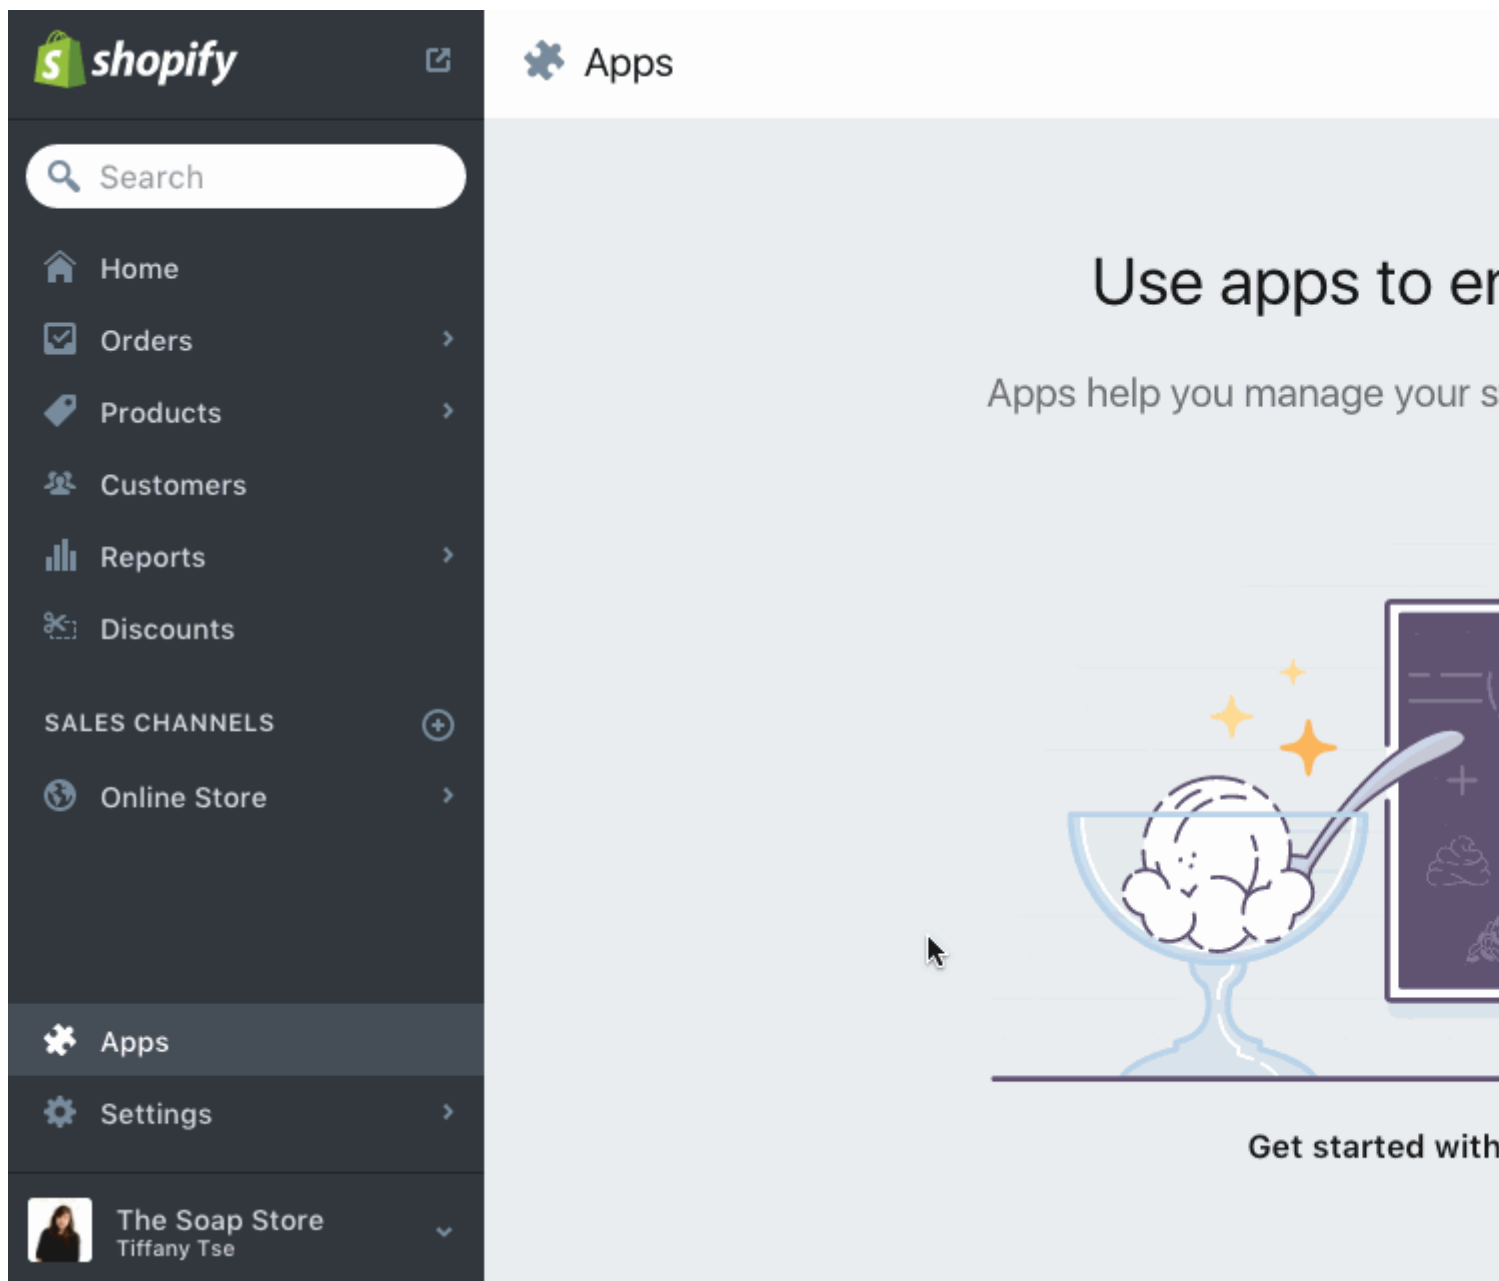 shopify
Search
Home
Orders
Products
Customers
Reports
Discounts
SALES CHANNELS
Online Store
Apps
Settings
The Soap Store
Tiffany Tse
Apps
Use apps to
Apps help you manage your
Get started with